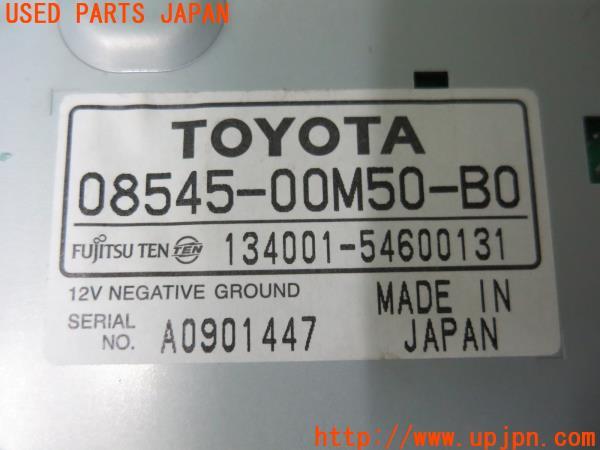 USED PARTS JAPAN
TOYOTA
08545-00M50-B0
FUJITSU TEN TEN 134001-54600131
12V NEGATIVE GROUND
MADE IN JAPAN
SERIAL NO. A0901447
UPJ
http://www.upjpn.com